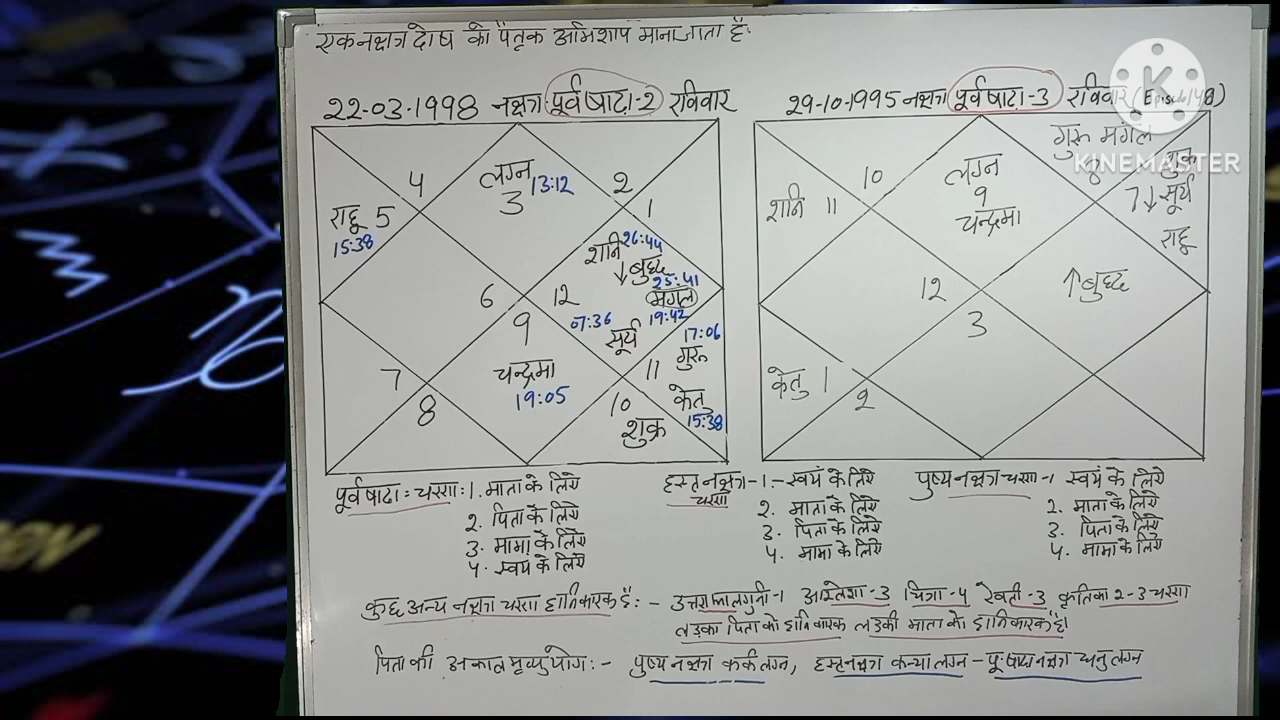 एकनक्षत्र दोष को पैतृक अभिशाप माना जाता है:
22-03-1998 नक्षत्र पूर्वषाढा-2 रविवार
29-10-1995 नक्षत्र पूर्वषाढा-3 रविवार (Episode 148)
K
KINEMASTER
4
लग्न
13:12
3
2
राहू 5
15:38
1
शनि 26:44
↓ बुद्ध
25:41
6
12
मंगल
19:42
07:36
सूर्य
9
17:06
गुरू
7
चन्द्रमा
19:05
11
केतु
15:38
8
10
शुक्र
गुरू मंगल
10
लग्न
9
चन्द्रमा
8
शुक्र
शनि 11
7 ↓ सूर्य
राहू
12
↑ बुद्ध
3
केतु 1
2
पूर्वषाढा = चरण: 1. माता के लिये
2. पिता के लिये
3. मामा के लिये
4. स्वयं के लिये
हस्त नक्षत्र - 1 - स्वयं के लिये
चरण
2. माता के लिये
3. पिता के लिये
4. मामा के लिये
पुष्य नक्षत्र चरण - 1 स्वयं के लिये
2. माता के लिये
3. पिता के लिये
4. मामा के लिये
कुछ अन्य नक्षत्र चरण हानिकारक है: - उत्तराफाल्गुनी-1 आश्लेशा-3 चित्रा-4 रेवती-3 कृतिका 2-3 चरण
लड़का पिता को हानिकारक लड़की माता को हानिकारक है।
पिता की अकाल मृत्यु योग: - पुष्य नक्षत्र कर्क लग्न, हस्त नक्षत्र कन्या लग्न - पू. षाढा नक्षत्र धनु लग्न